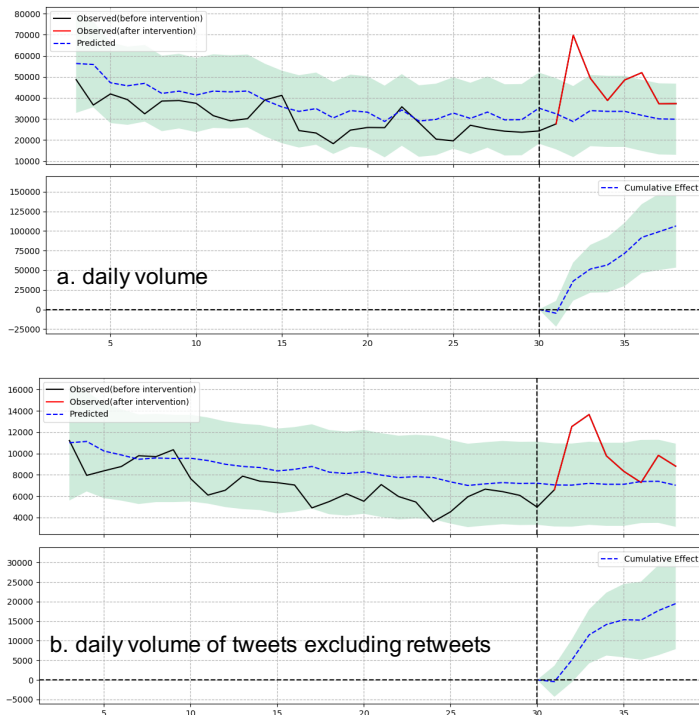 80000
70000
60000
50000
40000
30000
20000
10000
Observed(before intervention)
Observed(after intervention)
Predicted
150000
125000
100000
75000
50000
25000
0
−25000
Cumulative Effect
a. daily volume
5 10 15 20 25 30 35
16000
14000
12000
10000
8000
6000
4000
Observed(before intervention)
Observed(after intervention)
Predicted
30000
25000
20000
15000
10000
5000
0
−5000
Cumulative Effect
b. daily volume of tweets excluding retweets
5 10 15 20 25 30 35